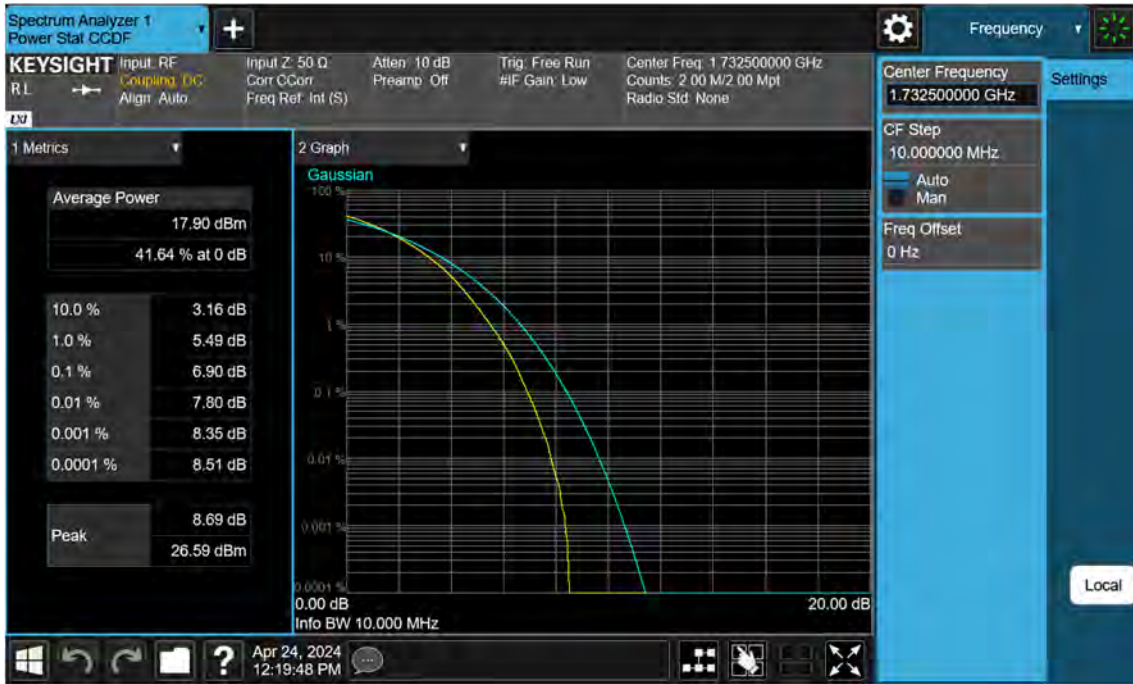 Spectrum Analyzer 1
Power Stat CCDF
Frequency
KEYSIGHT
R L
LXI
Input: RF
Coupling: DC
Align: Auto
Input Z: 50 Ω
Corr CCorr
Freq Ref: Int (S)
Atten: 10 dB
Preamp: Off
Trig: Free Run
#IF Gain: Low
Center Freq: 1.732500000 GHz
Counts: 2.00 M/2.00 Mpt
Radio Std: None
Center Frequency
1.732500000 GHz
Settings
CF Step
10.000000 MHz
Auto
Man
Freq Offset
0 Hz
1 Metrics
Average Power
17.90 dBm
41.64 % at 0 dB
10.0 % 3.16 dB
1.0 % 5.49 dB
0.1 % 6.90 dB
0.01 % 7.80 dB
0.001 % 8.35 dB
0.0001 % 8.51 dB
Peak
8.69 dB
26.59 dBm
2 Graph
Gaussian
100 %
10 %
1 %
0.1 %
0.01 %
0.001 %
0.0001 %
0.00 dB 20.00 dB
Info BW 10.000 MHz
Local
Apr 24, 2024
12:19:48 PM